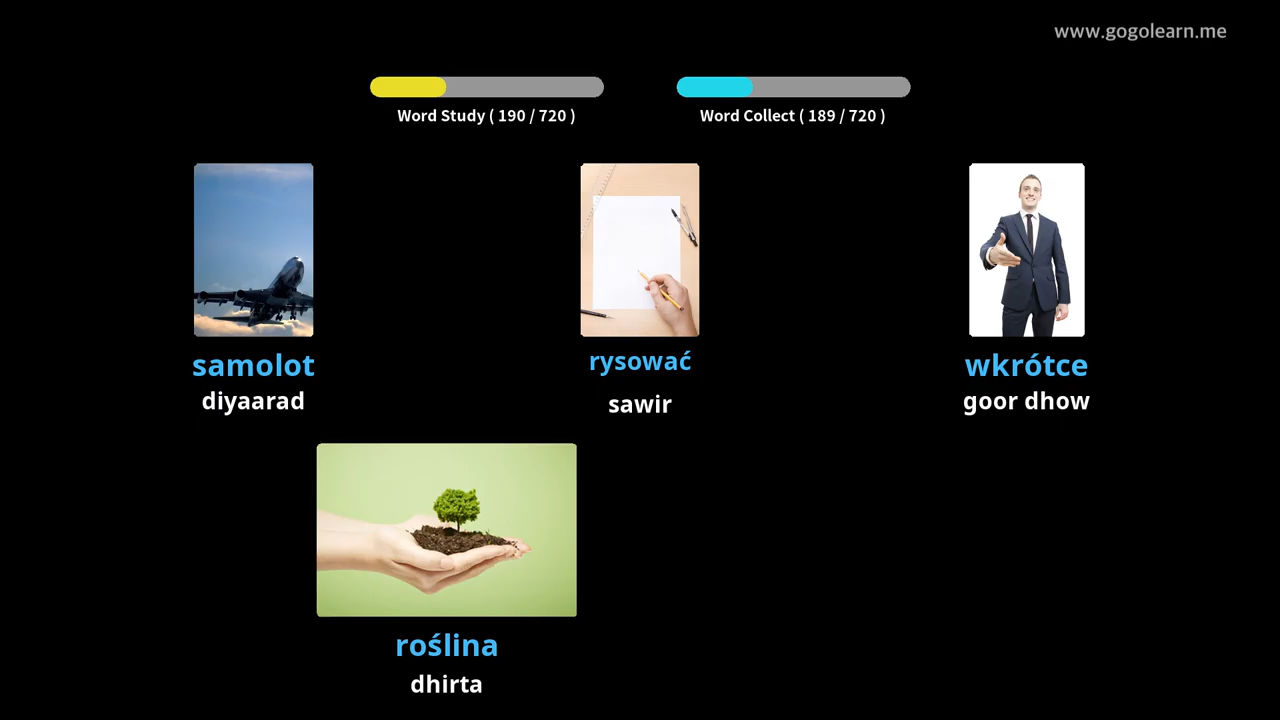 www.gogolearn.me
Word Study ( 190 / 720 )
Word Collect ( 189 / 720 )
samolot
diyaarad
rysować
sawir
wkrótce
goor dhow
roślina
dhirta